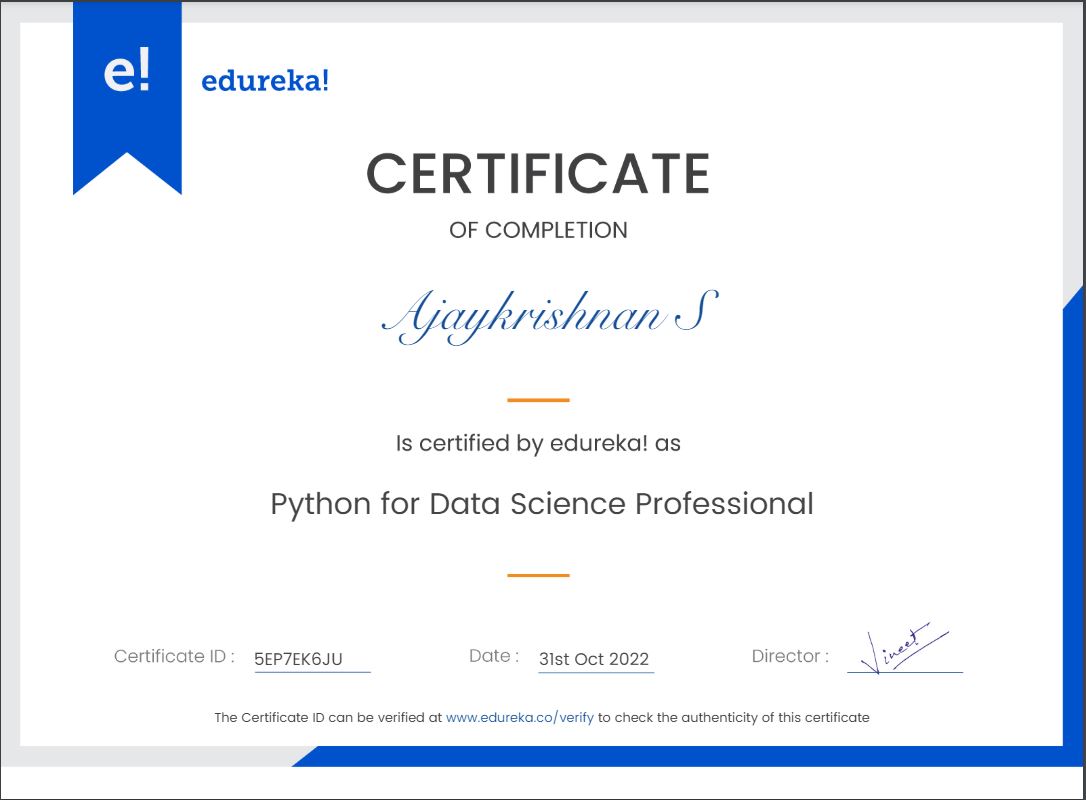 e!
edureka!
CERTIFICATE
OF COMPLETION
Ajaykrishnan S
Is certified by edureka! as
Python for Data Science Professional
Certificate ID : 5EP7EK6JU Date : 31st Oct 2022 Director : Vineet
The Certificate ID can be verified at www.edureka.co/verify to check the authenticity of this certificate